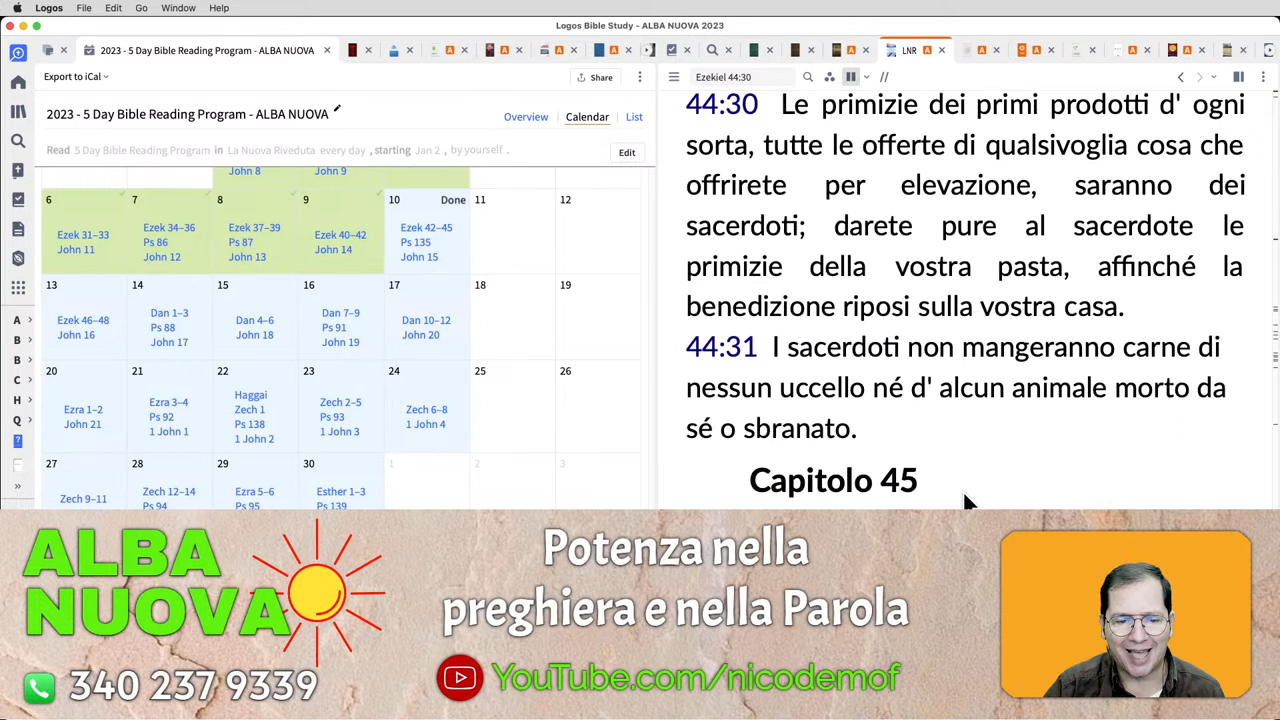 Logos File Edit Go Window Help
Logos Bible Study - ALBA NUOVA 2023
2023 - 5 Day Bible Reading Program - ALBA NUOVA
LNR
Export to iCal
Share
Ezekiel 44:30
2023 - 5 Day Bible Reading Program - ALBA NUOVA
Overview Calendar List
Read 5 Day Bible Reading Program in La Nuova Riveduta every day , starting Jan 2 , by yourself .
Edit
John 8 John 9
6 7 8 9 10 Done 11 12
Ezek 31–33
John 11
Ezek 34–36
Ps 86
John 12
Ezek 37–39
Ps 87
John 13
Ezek 40–42
John 14
Ezek 42–45
Ps 135
John 15
13 14 15 16 17 18 19
Ezek 46–48
John 16
Dan 1–3
Ps 88
John 17
Dan 4–6
John 18
Dan 7–9
Ps 91
John 19
Dan 10–12
John 20
20 21 22 23 24 25 26
Ezra 1–2
John 21
Ezra 3–4
Ps 92
1 John 1
Haggai
Zech 1
Ps 138
1 John 2
Zech 2–5
Ps 93
1 John 3
Zech 6–8
1 John 4
27 28 29 30 1 2 3
Zech 9–11
Zech 12–14
Ps 94
Ezra 5–6
Ps 95
Esther 1–3
Ps 139
A
B
B
C
H
Q
44:30 Le primizie dei primi prodotti d' ogni
sorta, tutte le offerte di qualsivoglia cosa che
offrirete per elevazione, saranno dei
sacerdoti; darete pure al sacerdote le
primizie della vostra pasta, affinché la
benedizione riposi sulla vostra casa.
44:31 I sacerdoti non mangeranno carne di
nessun uccello né d' alcun animale morto da
sé o sbranato.
Capitolo 45
ALBA
NUOVA
340 237 9339
Potenza nella
preghiera e nella Parola
YouTube.com/nicodemof